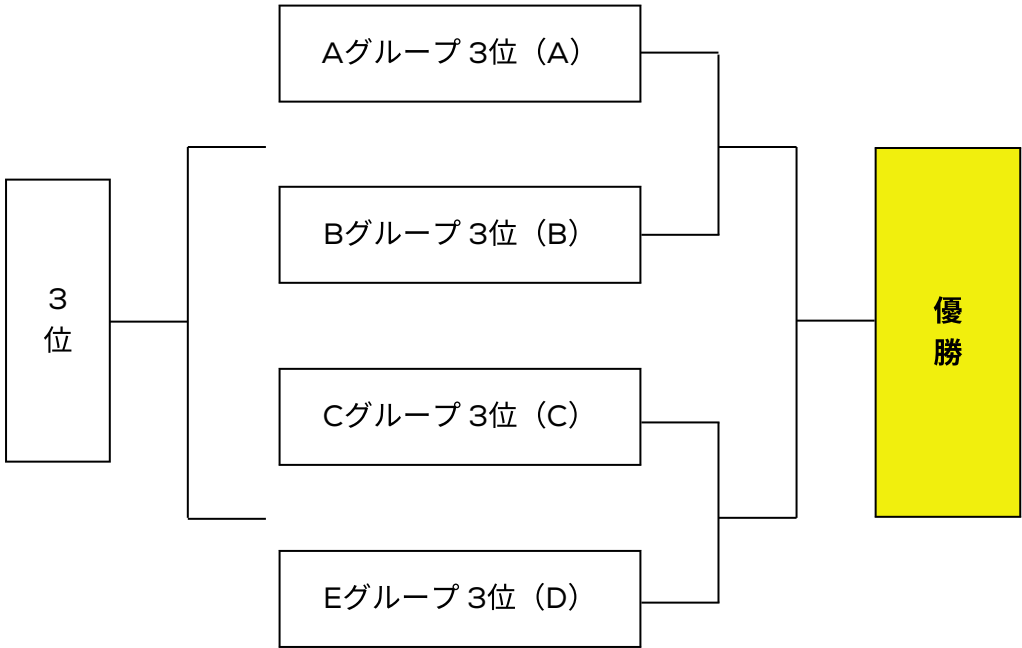 Aグループ 3位（A）
Bグループ 3位（B）
3
位
優
勝
Cグループ 3位（C）
Eグループ 3位（D）